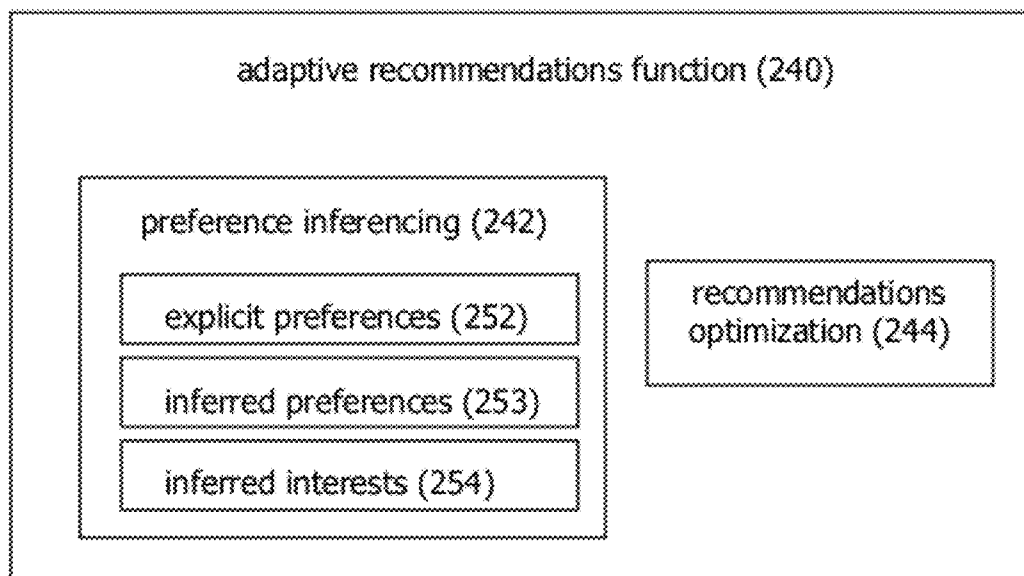 adaptive recommendations function (240)
preference inferencing (242)
explicit preferences (252)
inferred preferences (253)
inferred interests (254)
recommendations
optimization (244)